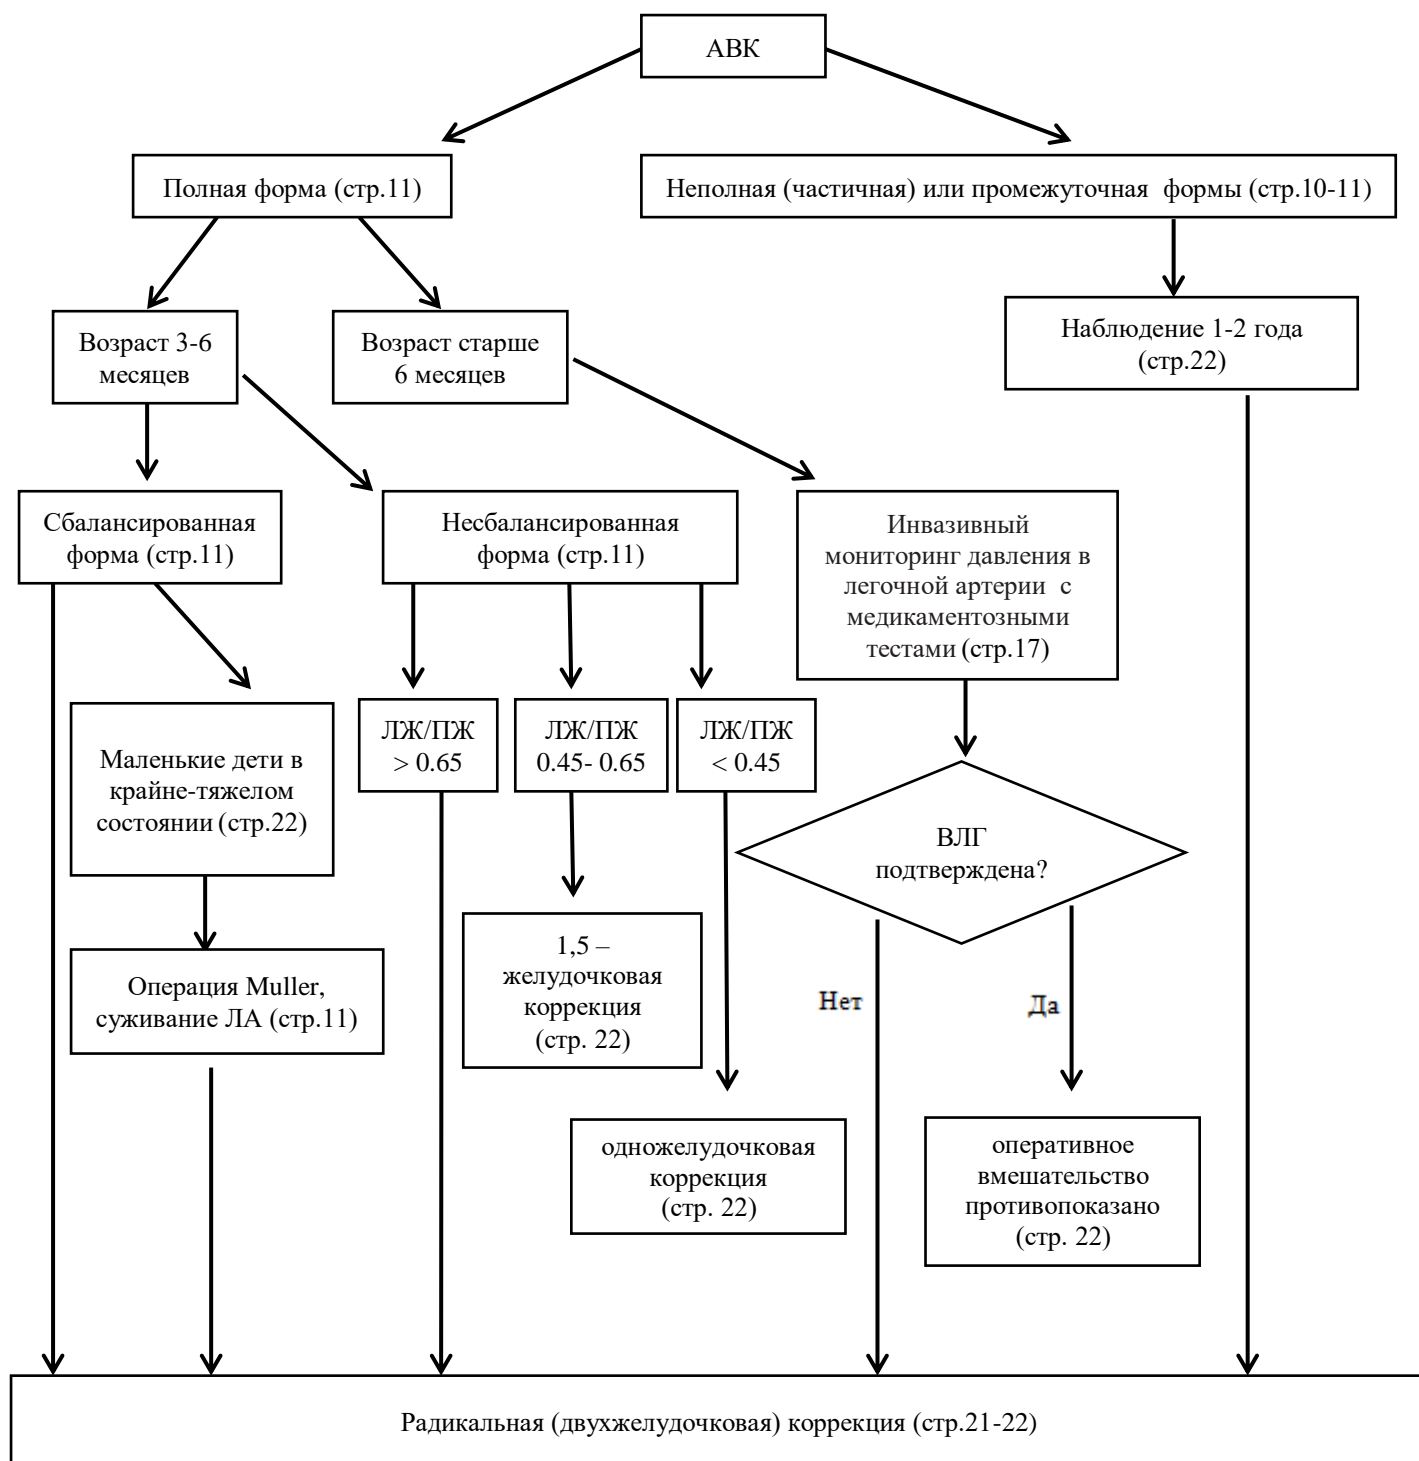 АВК
Полная форма (стр.11)
Неполная (частичная) или промежуточная формы (стр.10-11)
Возраст 3-6
месяцев
Возраст старше
6 месяцев
Наблюдение 1-2 года
(стр.22)
Сбалансированная
форма (стр.11)
Несбалансированная
форма (стр.11)
Инвазивный
мониторинг давления в
легочной артерии с
медикаментозными
тестами (стр.17)
Маленькие дети в
крайне-тяжелом
состоянии (стр.22)
ЛЖ/ПЖ
> 0.65
ЛЖ/ПЖ
0.45- 0.65
ЛЖ/ПЖ
< 0.45
ВЛГ
подтверждена?
Операция Muller,
суживание ЛА (стр.11)
1,5 –
желудочковая
коррекция
(стр. 22)
Нет
Да
одножелудочковая
коррекция
(стр. 22)
оперативное
вмешательство
противопоказано
(стр. 22)
Радикальная (двухжелудочковая) коррекция (стр.21-22)